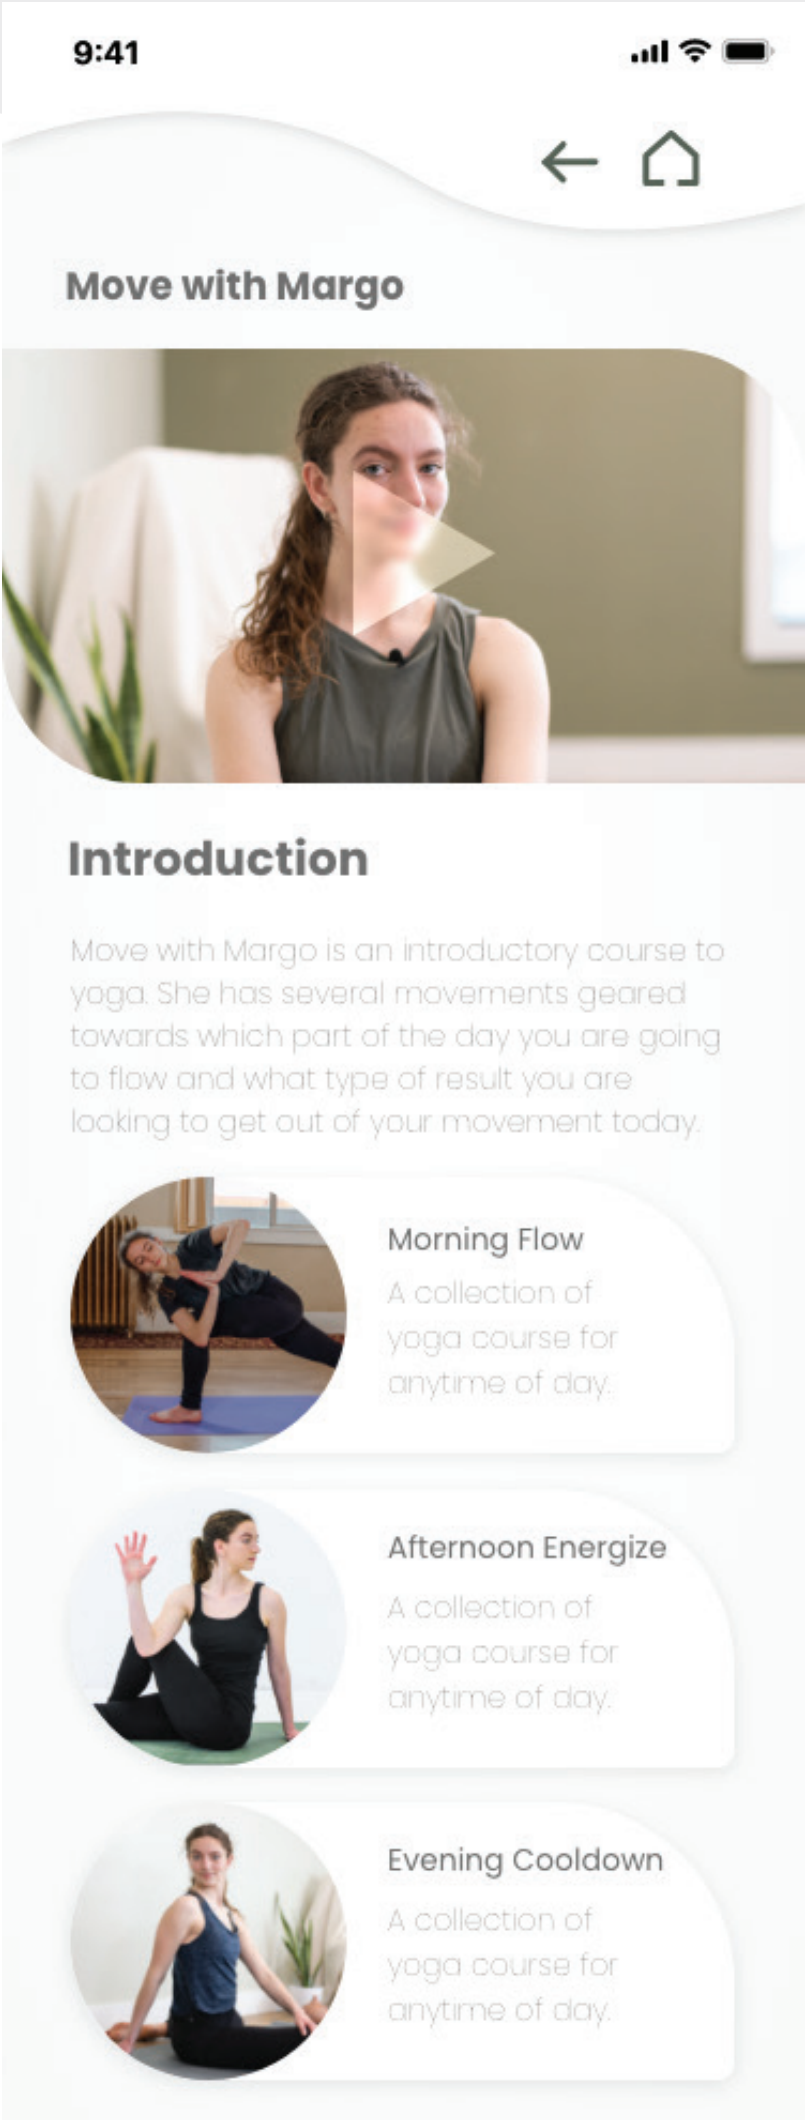 9:41
Move with Margo
Introduction
Move with Margo is an introductory course to
yoga. She has several movements geared
towards which part of the day you are going
to flow and what type of result you are
looking to get out of your movement today.
Morning Flow
A collection of
yoga course for
anytime of day.
Afternoon Energize
A collection of
yoga course for
anytime of day.
Evening Cooldown
A collection of
yoga course for
anytime of day.